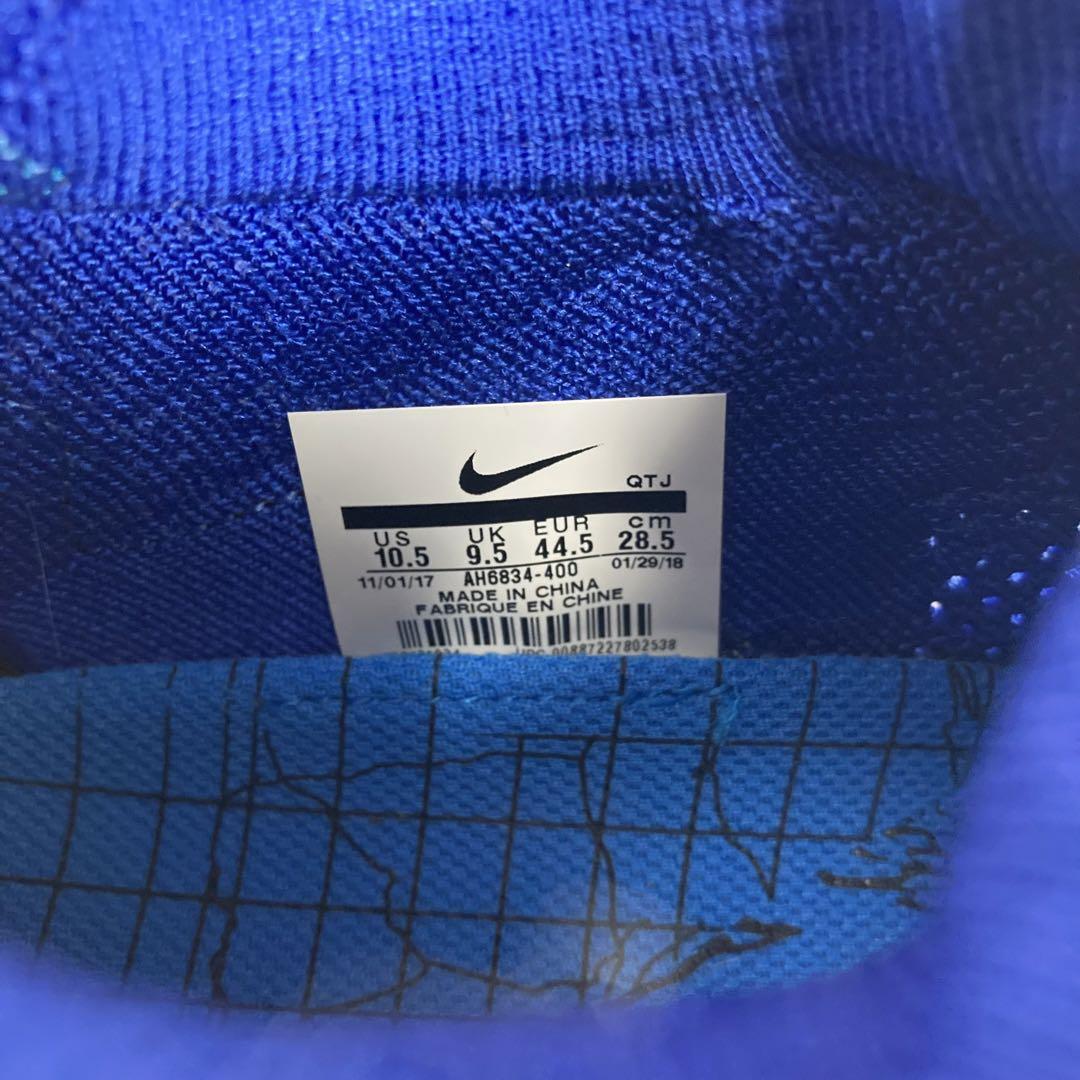 QTJ
US UK EUR cm
10.5 9.5 44.5 28.5
11/01/17 AH6834-400 01/29/18
MADE IN CHINA
FABRIQUE EN CHINE
UPC 00887227802538